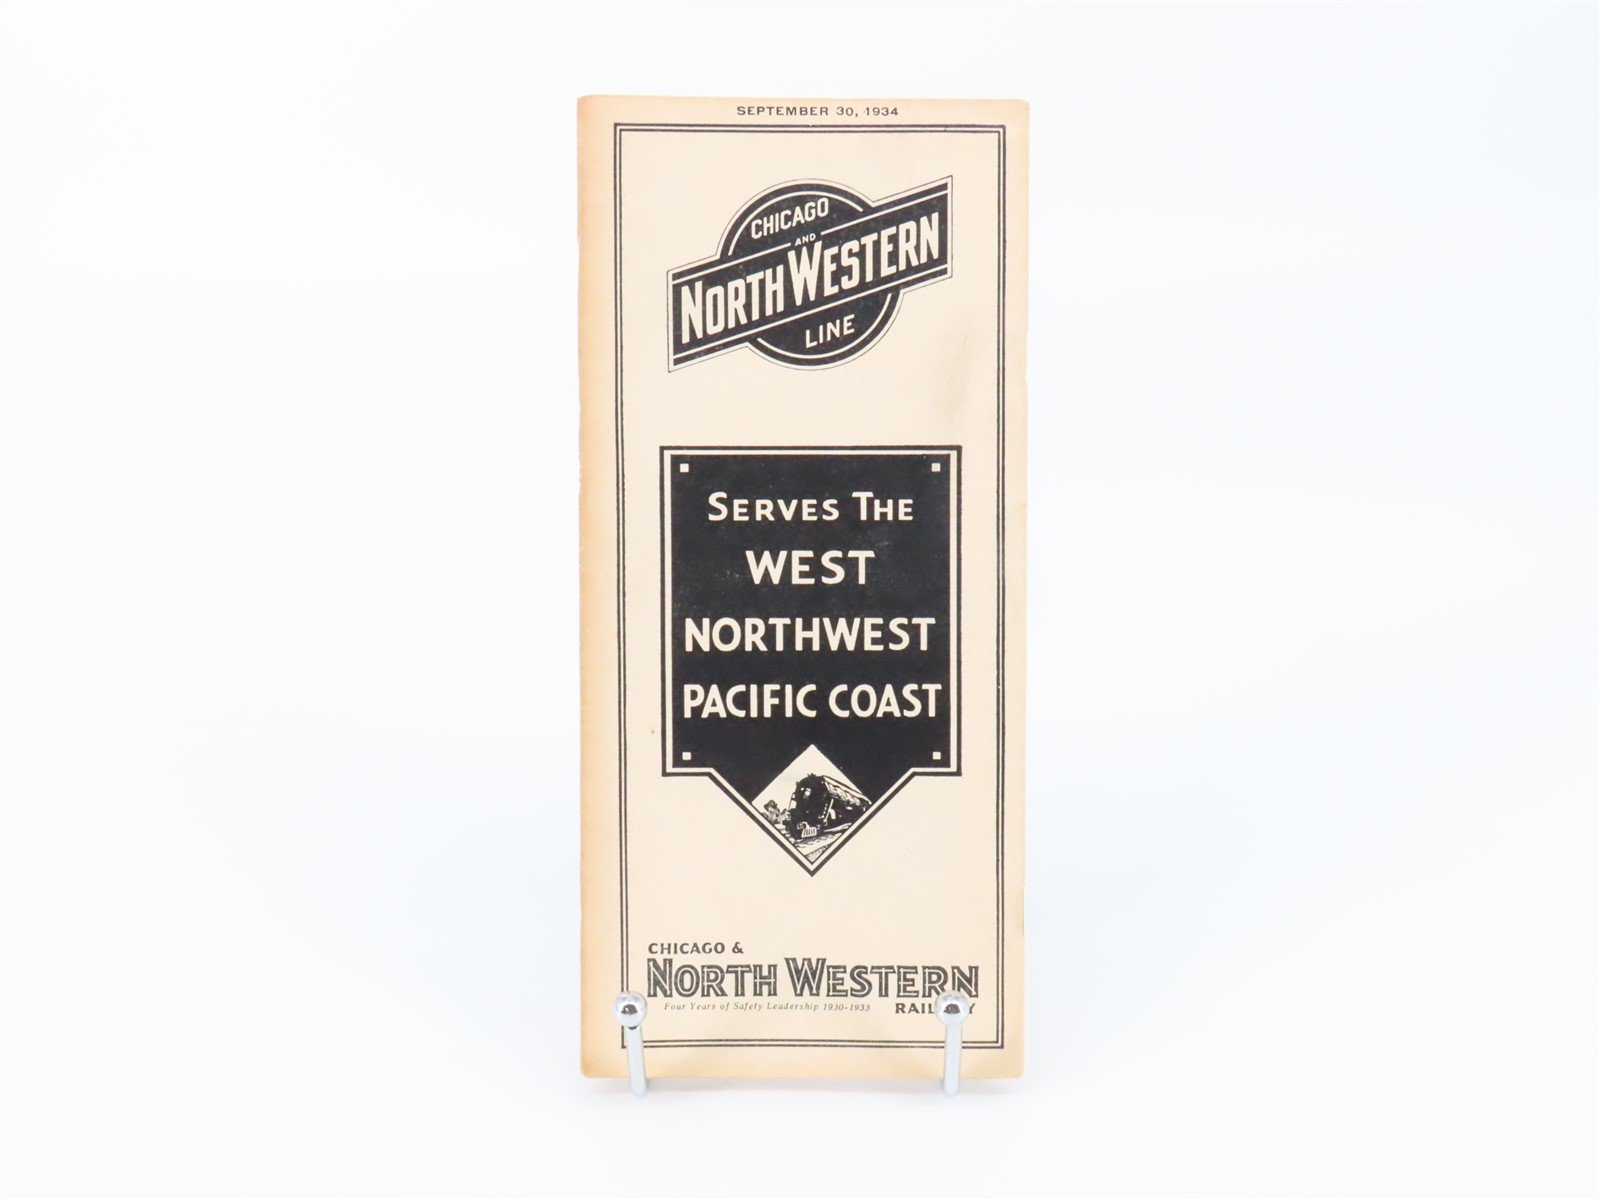 SEPTEMBER 30, 1934
CHICAGO
AND
NORTH WESTERN
LINE
SERVES THE
WEST
NORTHWEST
PACIFIC COAST
CHICAGO &
NORTH WESTERN
Four Years of Safety Leadership 1930-1933